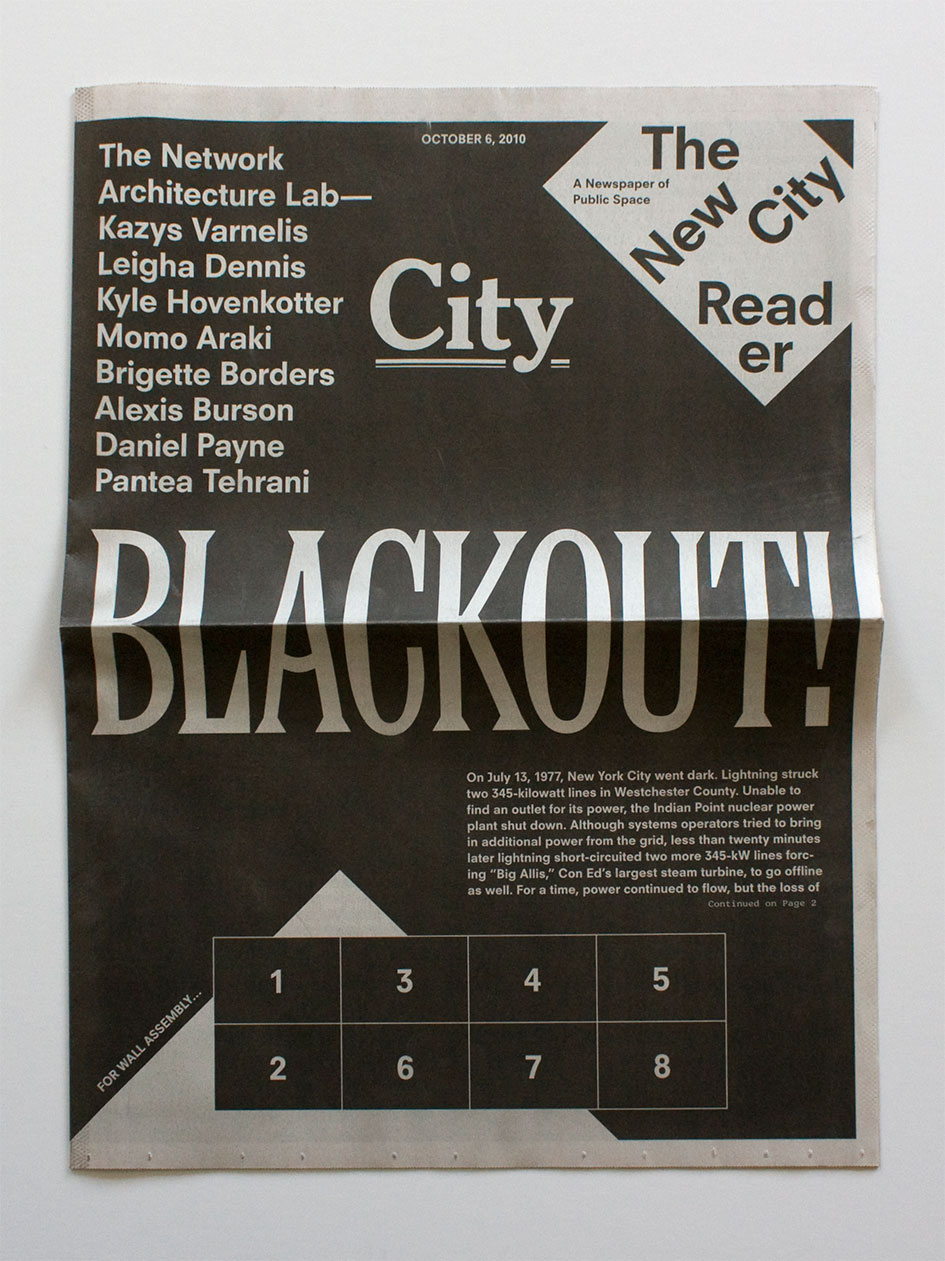 OCTOBER 6, 2010
The Network
Architecture Lab—
Kazys Varnelis
Leigha Dennis
Kyle Hovenkotter
Momo Araki
Brigette Borders
Alexis Burson
Daniel Payne
Pantea Tehrani
City
The
New
City
Read
er
A Newspaper of
Public Space
BLACKOUT!
On July 13, 1977, New York City went dark. Lightning struck
two 345-kilowatt lines in Westchester County. Unable to
find an outlet for its power, the Indian Point nuclear power
plant shut down. Although systems operators tried to bring
in additional power from the grid, less than twenty minutes
later lightning short-circuited two more 345-kW lines forc-
ing “Big Allis,” Con Ed’s largest steam turbine, to go offline
as well. For a time, power continued to flow, but the loss of
Continued on Page 2
FOR WALL ASSEMBLY...
1 3 4 5
2 6 7 8